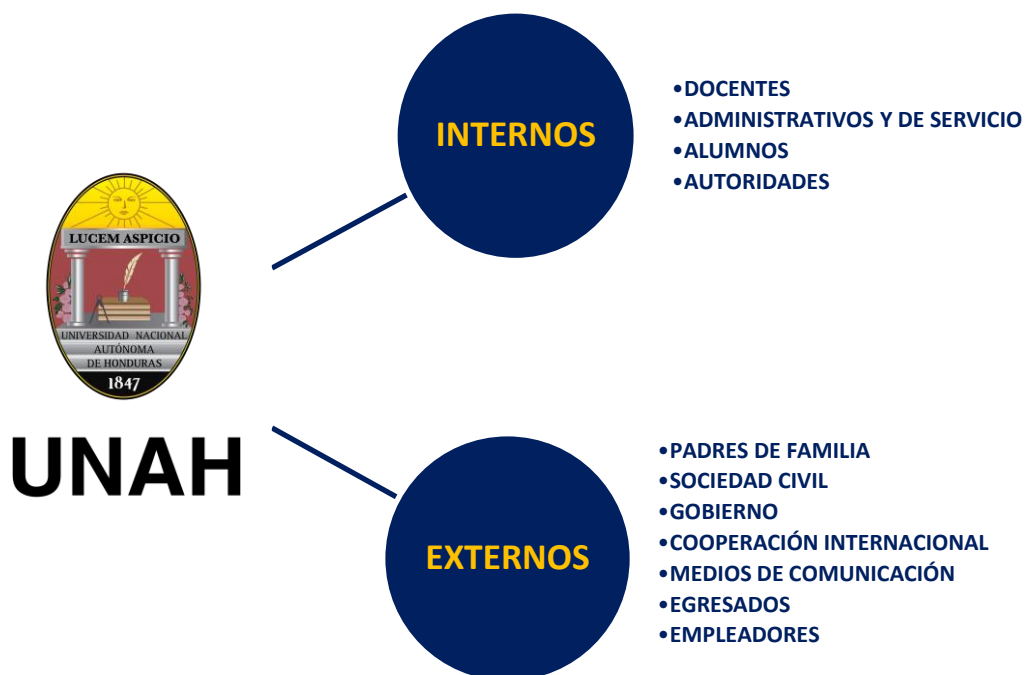 LUCEM ASPICIO
UNIVERSIDAD NACIONAL
AUTÓNOMA
DE HONDURAS
1847
UNAH
INTERNOS
•DOCENTES
•ADMINISTRATIVOS Y DE SERVICIO
•ALUMNOS
•AUTORIDADES
EXTERNOS
•PADRES DE FAMILIA
•SOCIEDAD CIVIL
•GOBIERNO
•COOPERACIÓN INTERNACIONAL
•MEDIOS DE COMUNICACIÓN
•EGRESADOS
•EMPLEADORES